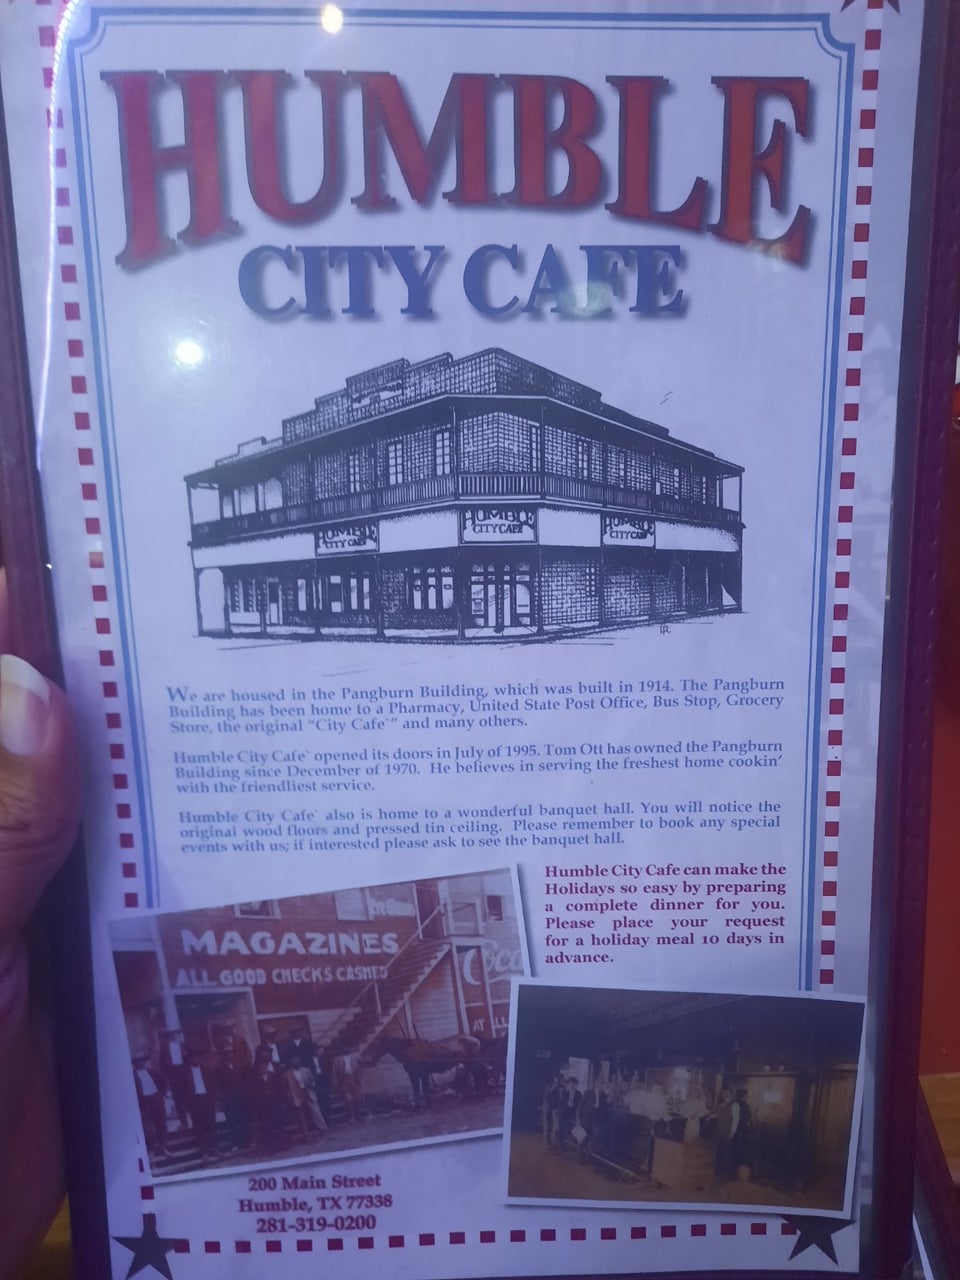 HUMBLE
CITY CAFE
HUMBLE
CITY CAFE
HUMBLE
CITY CAFE
HUMBLE
CITY CAFE
We are housed in the Pangburn Building, which was built in 1914. The Pangburn
Building has been home to a Pharmacy, United State Post Office, Bus Stop, Grocery
Store, the original "City Cafe`" and many others.
Humble City Cafe` opened its doors in July of 1995. Tom Ott has owned the Pangburn
Building since December of 1970. He believes in serving the freshest home cookin'
with the friendliest service.
Humble City Cafe` also is home to a wonderful banquet hall. You will notice the
original wood floors and pressed tin ceiling. Please remember to book any special
events with us; if interested please ask to see the banquet hall.
Humble City Cafe can make the
Holidays so easy by preparing
a complete dinner for you.
Please place your request
for a holiday meal 10 days in
advance.
MAGAZINES
ALL GOOD CHECKS CASHED
Coca
AT ALL
200 Main Street
Humble, TX 77338
281-319-0200